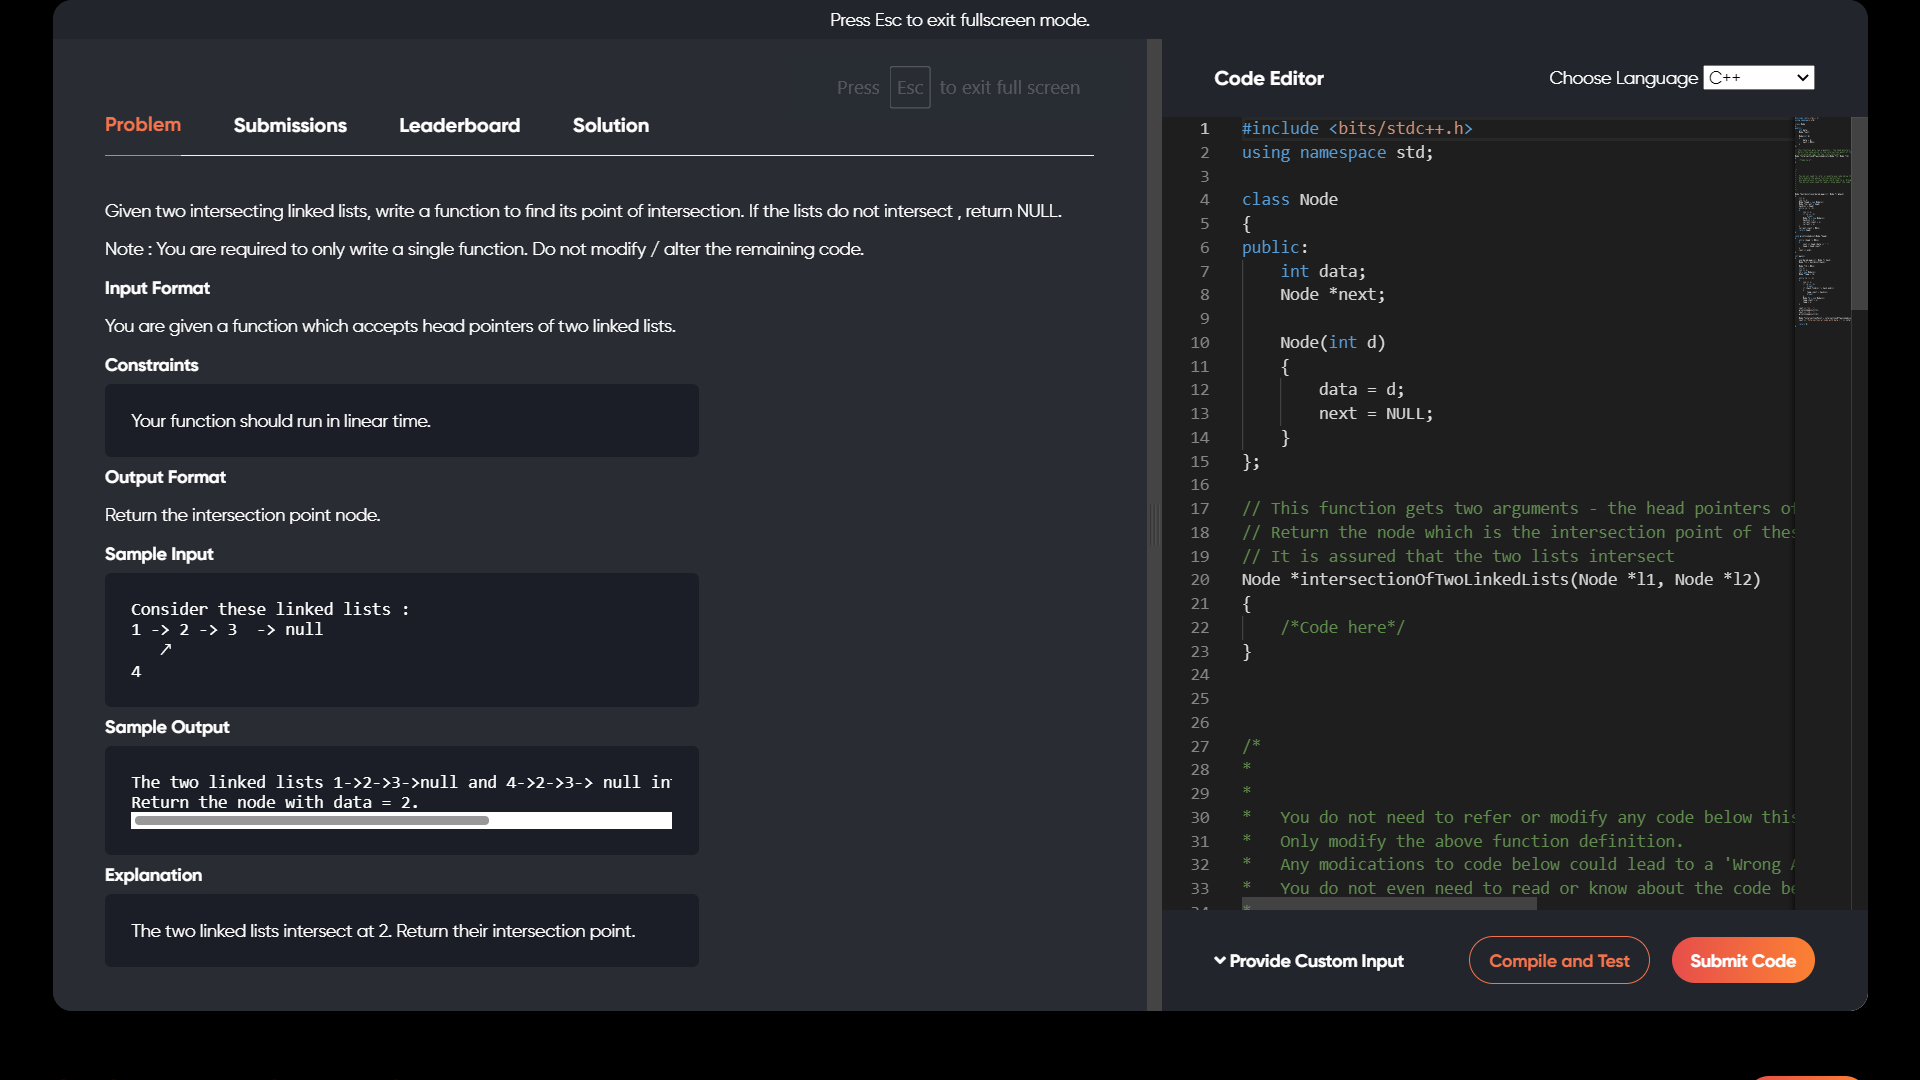 Press Esc to exit fullscreen mode.
Press Esc to exit full screen
Problem Submissions Leaderboard Solution
Given two intersecting linked lists, write a function to find its point of intersection. If the lists do not intersect , return NULL.
Note : You are required to only write a single function. Do not modify / alter the remaining code.
Input Format
You are given a function which accepts head pointers of two linked lists.
Constraints
Your function should run in linear time.
Output Format
Return the intersection point node.
Sample Input
Consider these linked lists :
1 -> 2 -> 3  -> null
↗
4
Sample Output
The two linked lists 1->2->3->null and 4->2->3-> null in
Return the node with data = 2.
Explanation
The two linked lists intersect at 2. Return their intersection point.
Code Editor
Choose Language C++
1 #include <bits/stdc++.h>
2 using namespace std;
3
4 class Node
5 {
6 public:
7 int data;
8 Node *next;
9
10 Node(int d)
11 {
12 data = d;
13 next = NULL;
14 }
15 };
16
17 // This function gets two arguments - the head pointers of
18 // Return the node which is the intersection point of thes
19 // It is assured that the two lists intersect
20 Node *intersectionOfTwoLinkedLists(Node *l1, Node *l2)
21 {
22 /*Code here*/
23 }
24
25
26
27 /*
28 *
29 *
30 * You do not need to refer or modify any code below this
31 * Only modify the above function definition.
32 * Any modications to code below could lead to a 'Wrong
33 * You do not even need to read or know about the code be
34 *
Provide Custom Input
Compile and Test
Submit Code